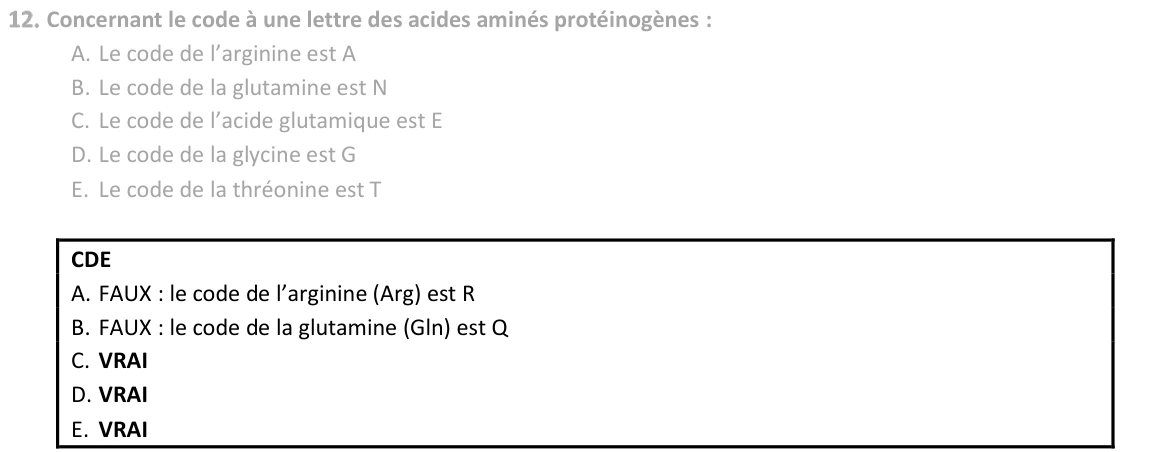 12. Concernant le code à une lettre des acides aminés protéinogènes :
A. Le code de l’arginine est A
B. Le code de la glutamine est N
C. Le code de l’acide glutamique est E
D. Le code de la glycine est G
E. Le code de la thréonine est T
CDE
A. FAUX : le code de l’arginine (Arg) est R
B. FAUX : le code de la glutamine (Gln) est Q
C. VRAI
D. VRAI
E. VRAI